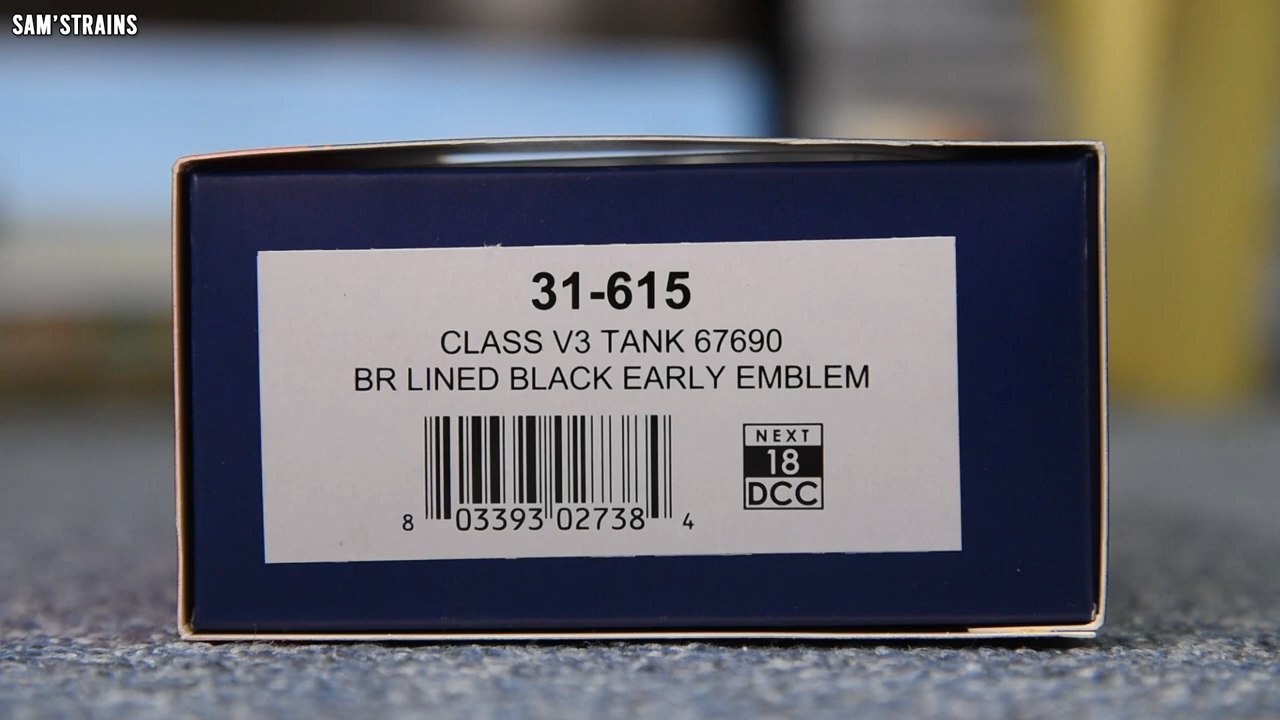 SAM'STRAINS
31-615
CLASS V3 TANK 67690
BR LINED BLACK EARLY EMBLEM
NEXT
18
DCC
8 03393 02738 4